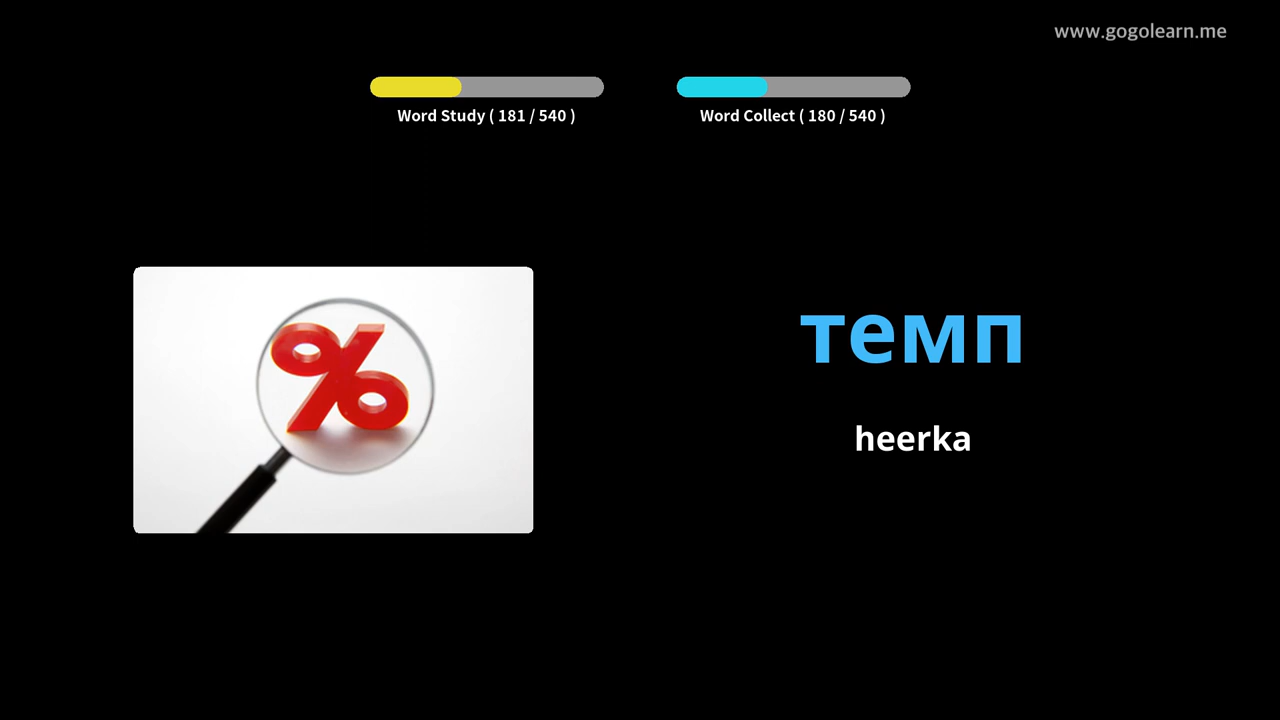 www.gogolearn.me
Word Study ( 181 / 540 )
Word Collect ( 180 / 540 )
%
темп
heerka